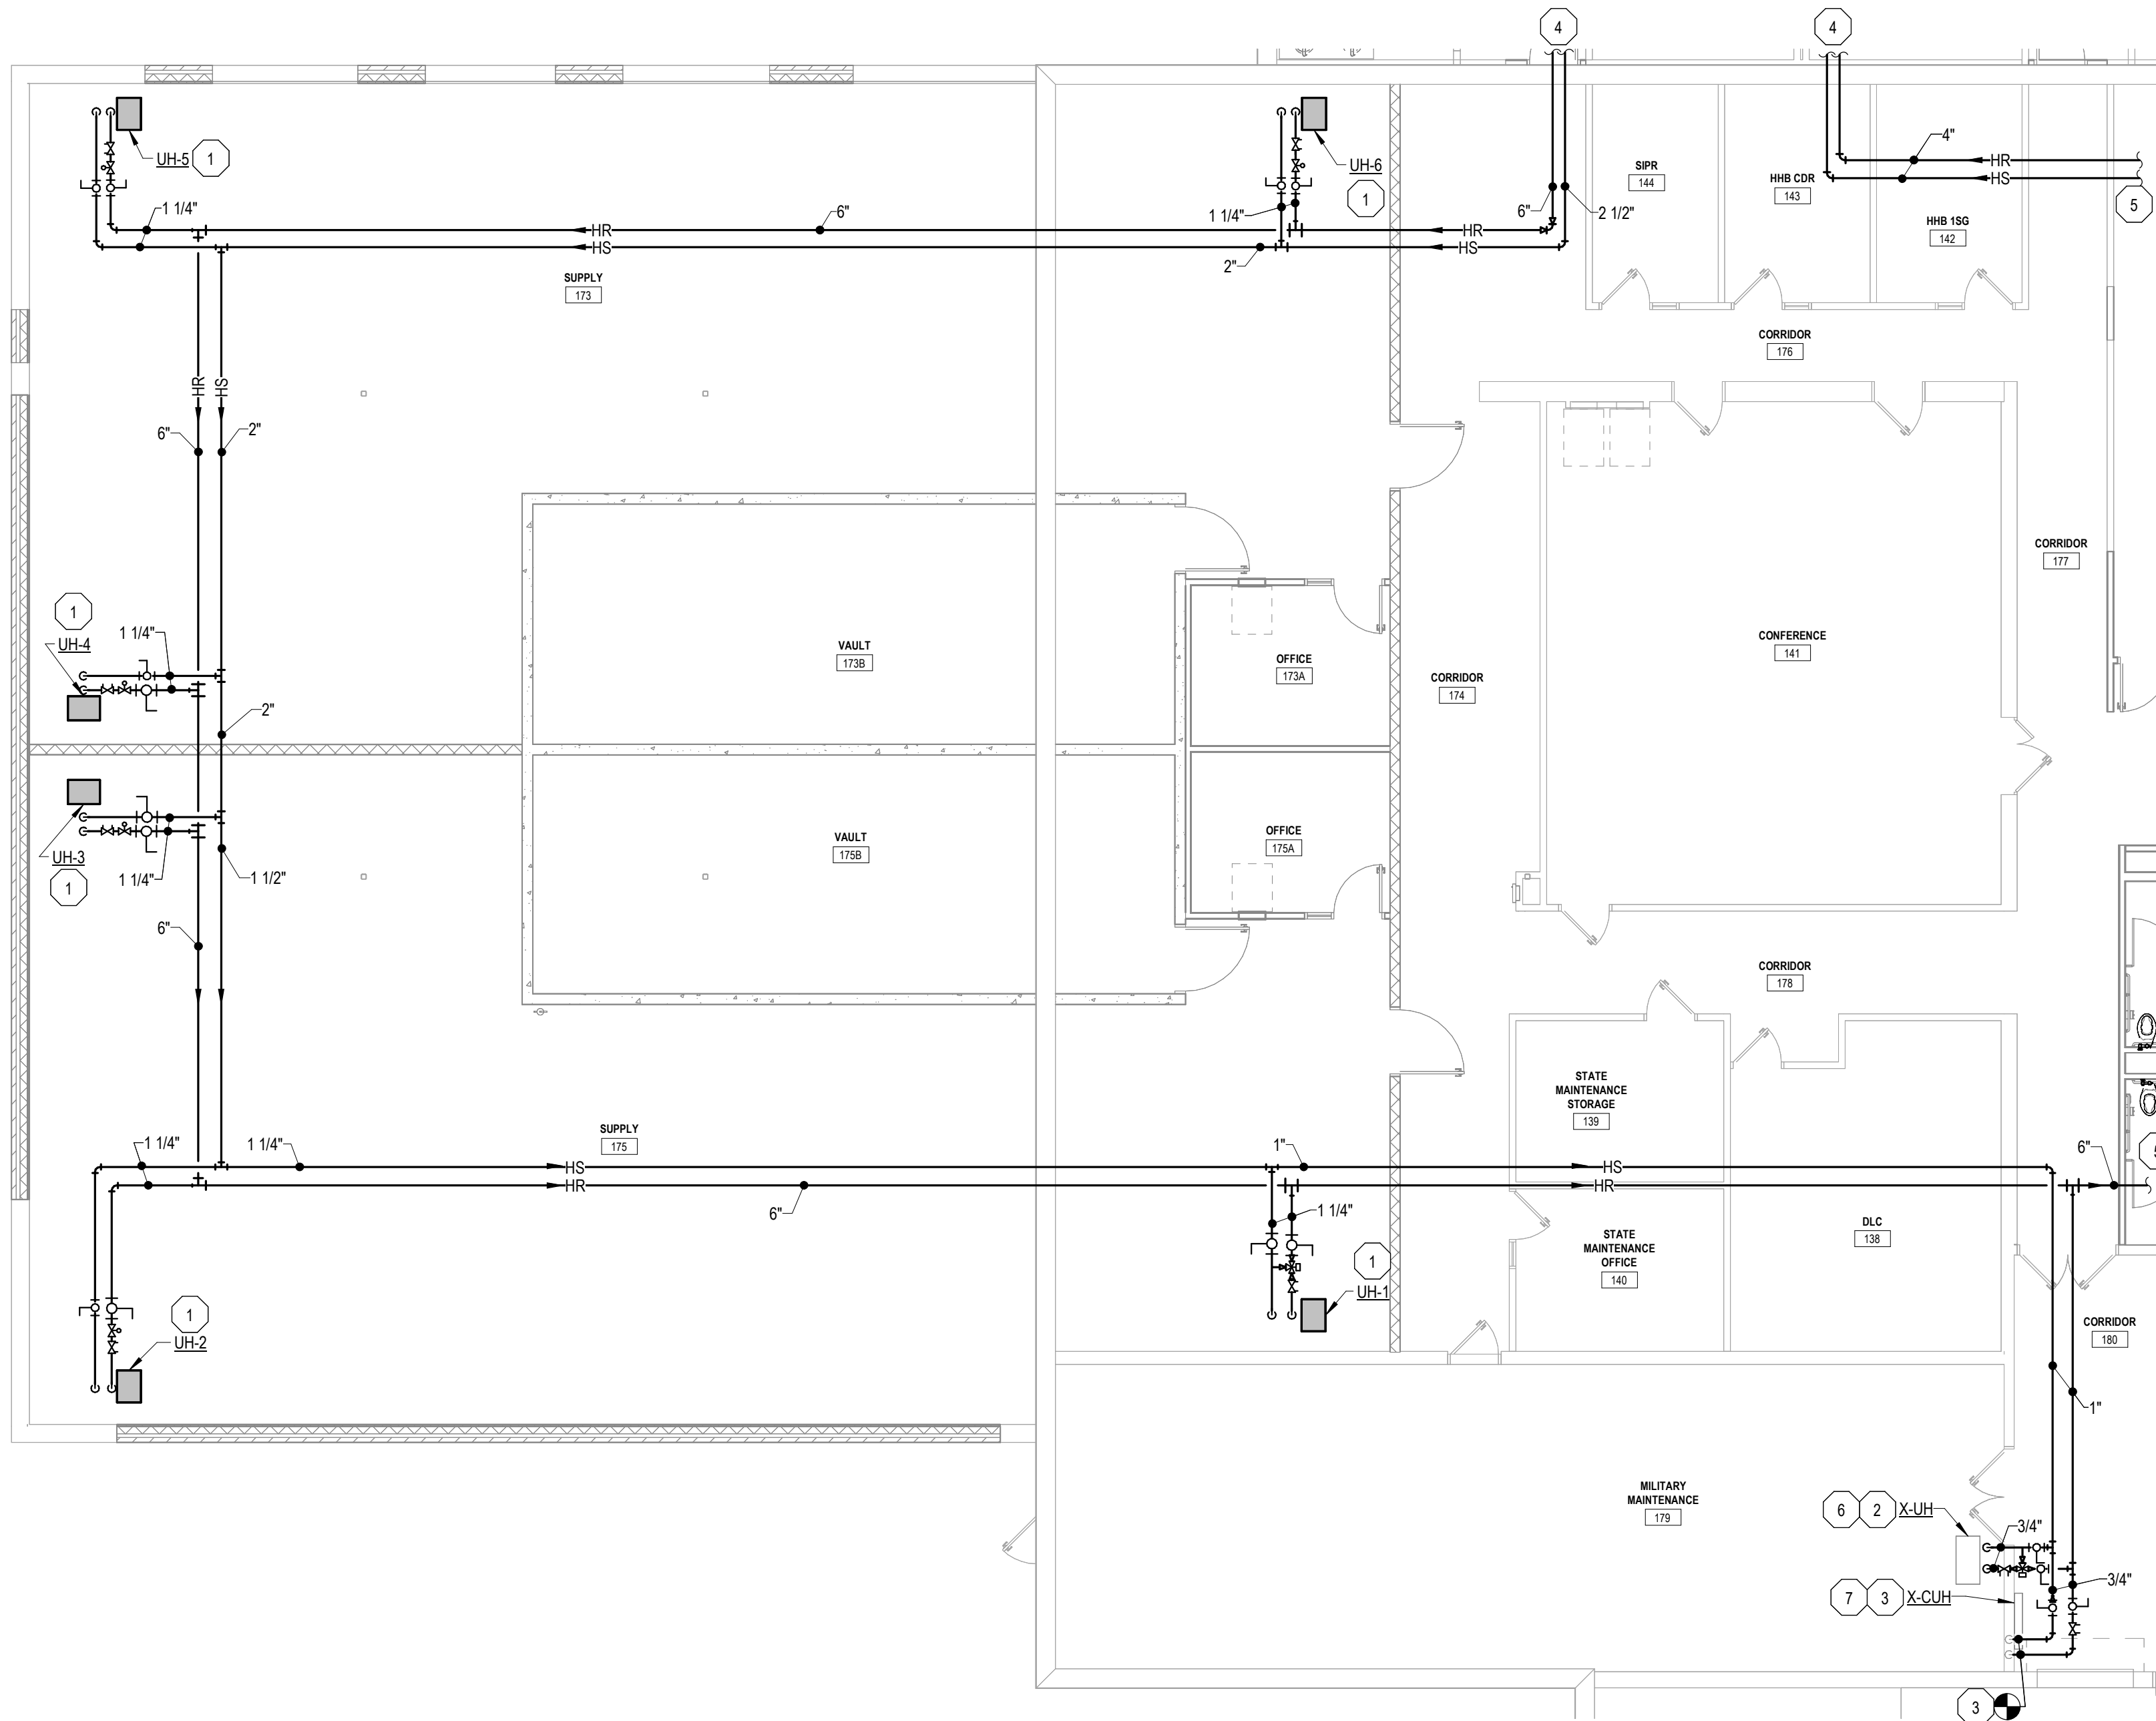 4
4
UH-5
1
1 1/4"
6"
HR
HS
UH-6
1
1 1/4"
2"
HR
HS
6"
2 1/2"
SIPR
144
HHB CDR
143
HHB 1SG
142
4"
HR
HS
5
SUPPLY
173
CORRIDOR
176
HR
HS
6"
2"
CORRIDOR
177
1
UH-4
1 1/4"
2"
VAULT
173B
OFFICE
173A
CORRIDOR
174
CONFERENCE
141
UH-3
1
1 1/4"
1 1/2"
6"
VAULT
175B
OFFICE
175A
CORRIDOR
178
STATE
MAINTENANCE
STORAGE
139
SUPPLY
175
1 1/4"
1 1/4"
HS
HR
6"
1"
HS
HR
6"
1 1/4"
1
UH-1
STATE
MAINTENANCE
OFFICE
140
DLC
138
1
UH-2
CORRIDOR
180
1"
MILITARY
MAINTENANCE
179
6
2
X-UH
3/4"
7
3
X-CUH
3/4"
3